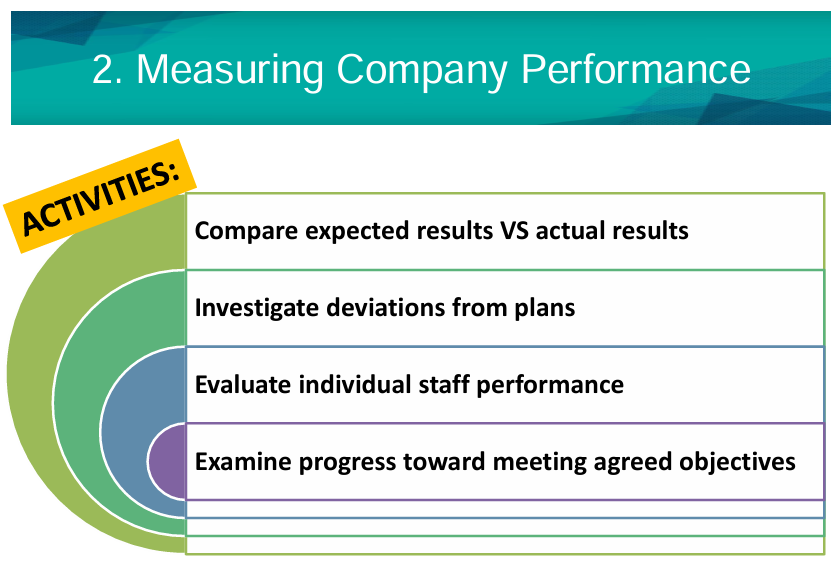 2. Measuring Company Performance
ACTIVITIES:
Compare expected results VS actual results
Investigate deviations from plans
Evaluate individual staff performance
Examine progress toward meeting agreed objectives